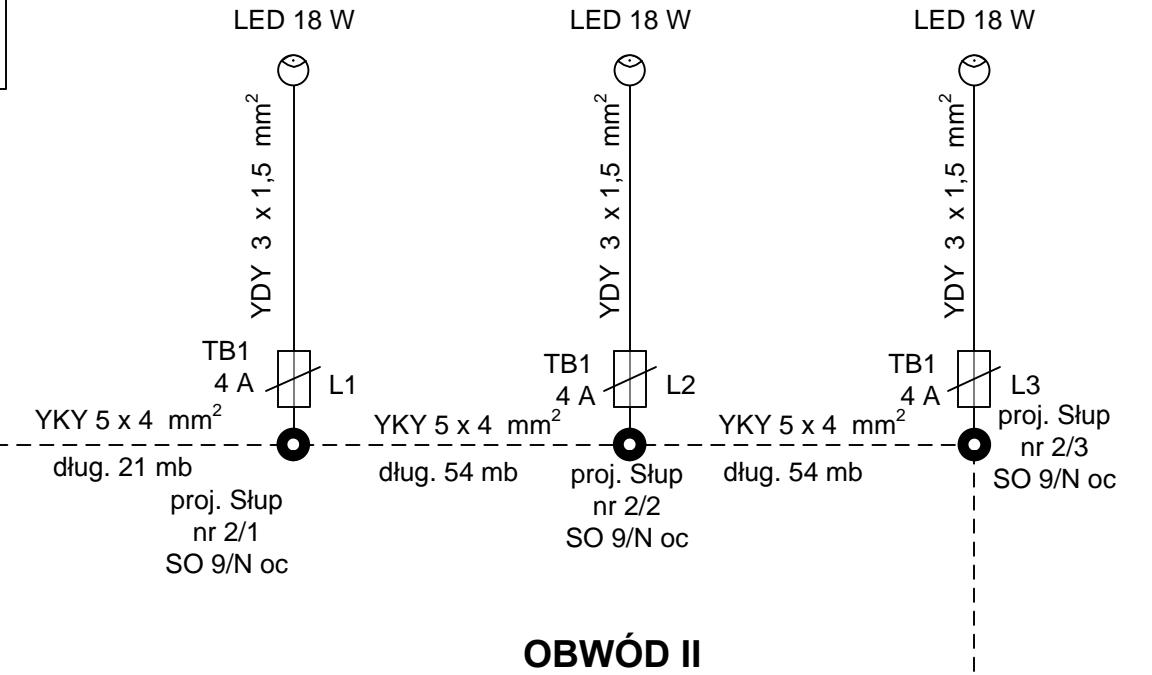 LED 18 W
LED 18 W
LED 18 W
YDY 3 x 1,5 mm²
YDY 3 x 1,5 mm²
YDY 3 x 1,5 mm²
TB1
4 A
L1
TB1
4 A
L2
TB1
4 A
L3
YKY 5 x 4 mm²
dług. 21 mb
YKY 5 x 4 mm²
dług. 54 mb
YKY 5 x 4 mm²
dług. 54 mb
proj. Słup
nr 2/1
SO 9/N oc
proj. Słup
nr 2/2
SO 9/N oc
proj. Słup
nr 2/3
SO 9/N oc
OBWÓD II